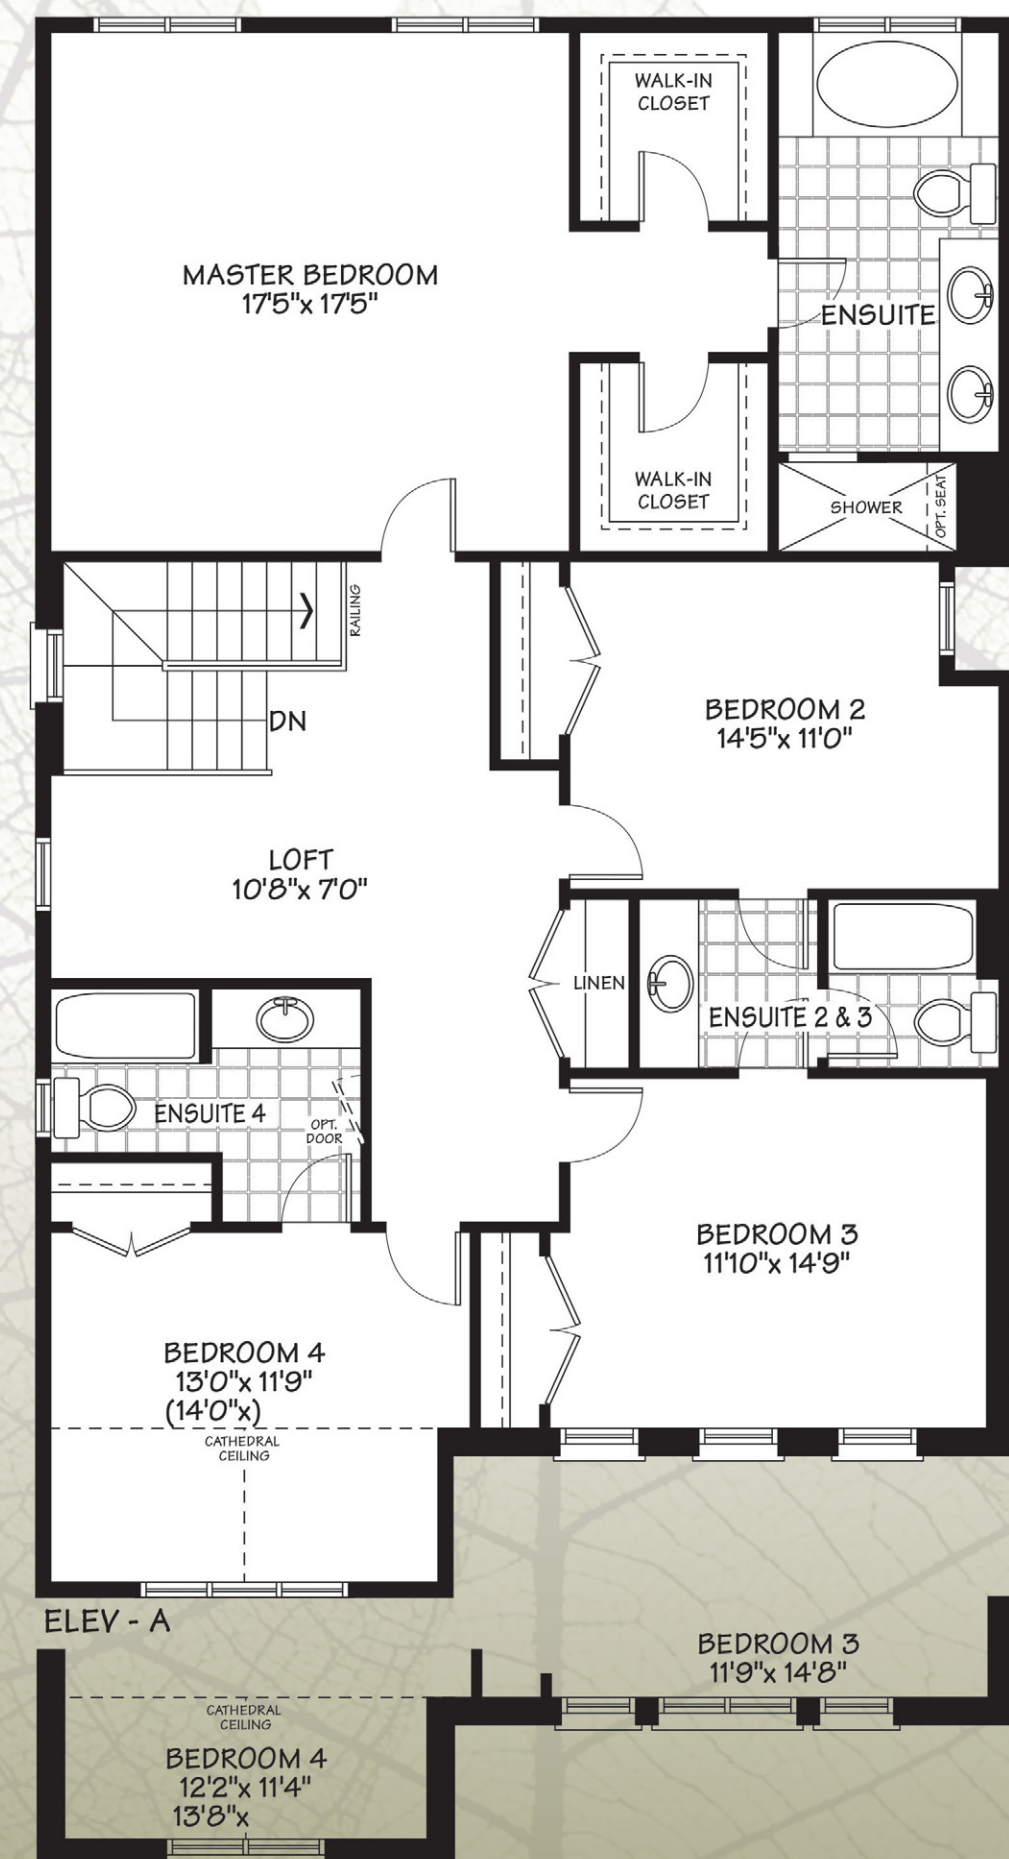 WALK-IN
CLOSET
MASTER BEDROOM
17'5"x 17'5"
ENSUITE
WALK-IN
CLOSET
SHOWER
OPT. SEAT
RAILING
DN
BEDROOM 2
14'5"x 11'0"
LOFT
10'8"x 7'0"
LINEN
ENSUITE 2 & 3
ENSUITE 4
OPT.
DOOR
BEDROOM 3
11'10"x 14'9"
BEDROOM 4
13'0"x 11'9"
(14'0"x)
CATHEDRAL
CEILING
ELEV - A
BEDROOM 3
11'9"x 14'8"
CATHEDRAL
CEILING
BEDROOM 4
12'2"x 11'4"
13'8"x